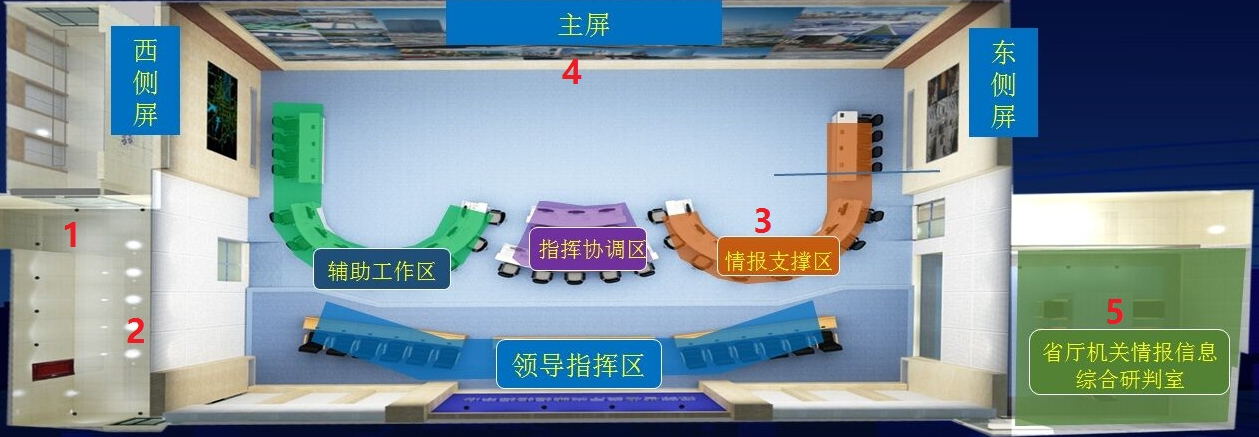 主屏
西侧屏
东侧屏
4
1
2
3
辅助工作区
指挥协调区
情报支撑区
领导指挥区
5
省厅机关情报信息
综合研判室